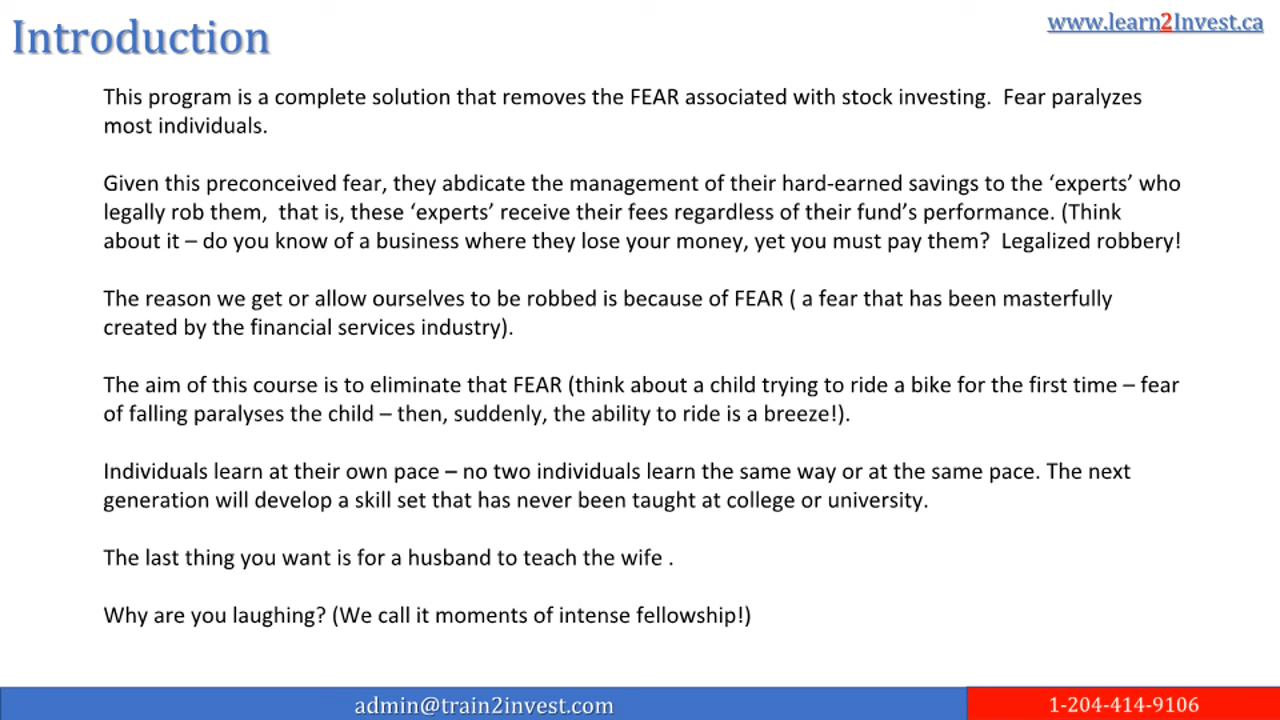 Introduction
www.learn2Invest.ca
This program is a complete solution that removes the FEAR associated with stock investing.  Fear paralyzes
most individuals.
Given this preconceived fear, they abdicate the management of their hard-earned savings to the ‘experts’ who
legally rob them,  that is, these ‘experts’ receive their fees regardless of their fund’s performance. (Think
about it – do you know of a business where they lose your money, yet you must pay them?  Legalized robbery!
The reason we get or allow ourselves to be robbed is because of FEAR ( a fear that has been masterfully
created by the financial services industry).
The aim of this course is to eliminate that FEAR (think about a child trying to ride a bike for the first time – fear
of falling paralyses the child – then, suddenly, the ability to ride is a breeze!).
Individuals learn at their own pace – no two individuals learn the same way or at the same pace. The next
generation will develop a skill set that has never been taught at college or university.
The last thing you want is for a husband to teach the wife .
Why are you laughing? (We call it moments of intense fellowship!)
admin@train2invest.com
1-204-414-9106